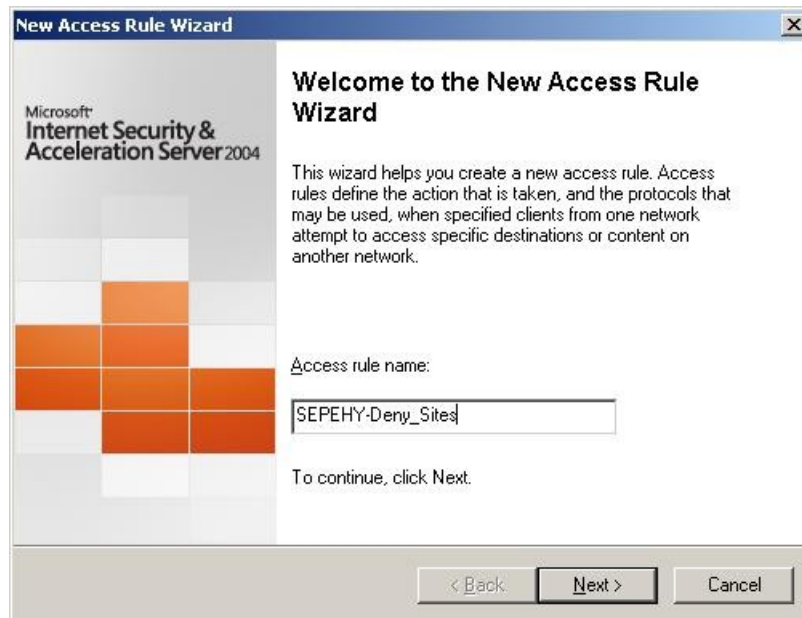 New Access Rule Wizard
Microsoft
Internet Security &
Acceleration Server 2004
Welcome to the New Access Rule
Wizard
This wizard helps you create a new access rule. Access
rules define the action that is taken, and the protocols that
may be used, when specified clients from one network
attempt to access specific destinations or content on
another network.
Access rule name:
SEPEHY-Deny_Sites
To continue, click Next.
< Back
Next >
Cancel